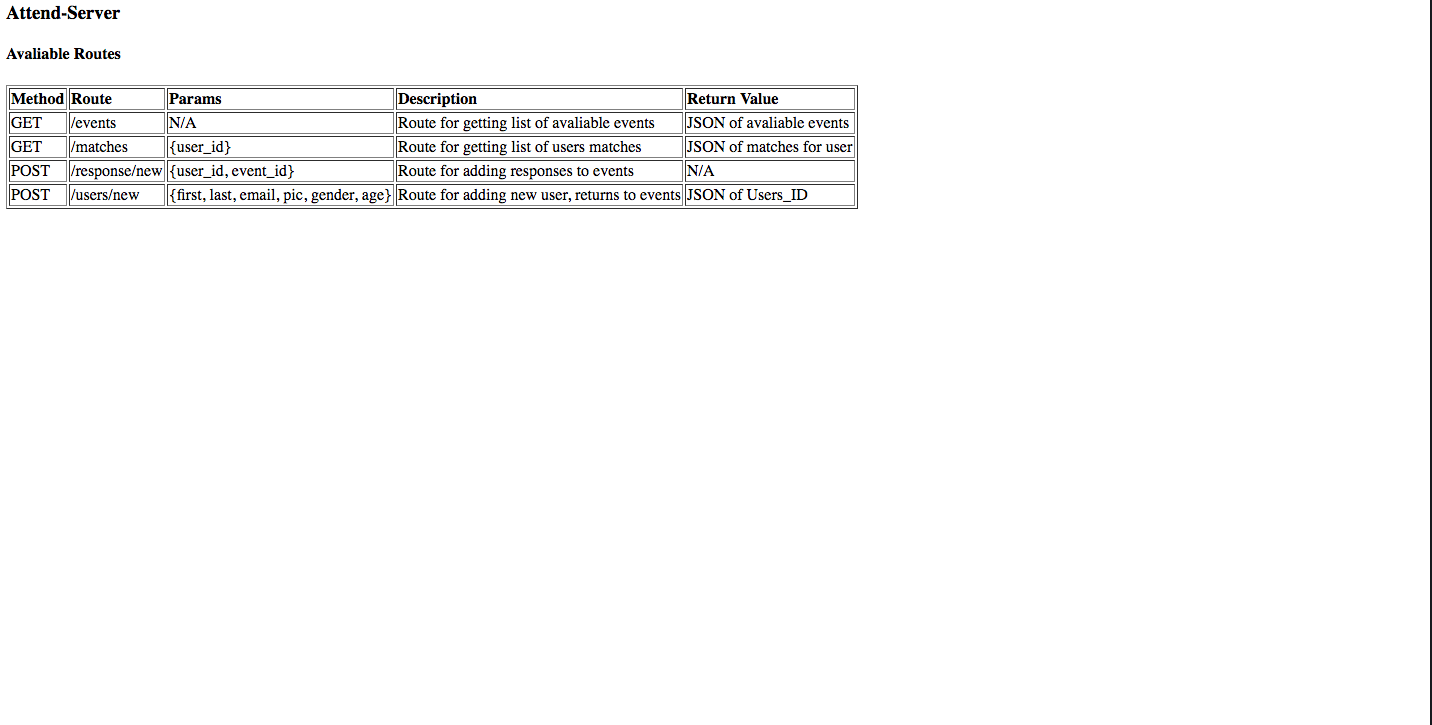 Attend-Server
Avaliable Routes
Method Route Params Description Return Value
GET /events N/A Route for getting list of avaliable events JSON of avaliable events
GET /matches {user_id} Route for getting list of users matches JSON of matches for user
POST /response/new {user_id, event_id} Route for adding responses to events N/A
POST /users/new {first, last, email, pic, gender, age} Route for adding new user, returns to events JSON of Users_ID